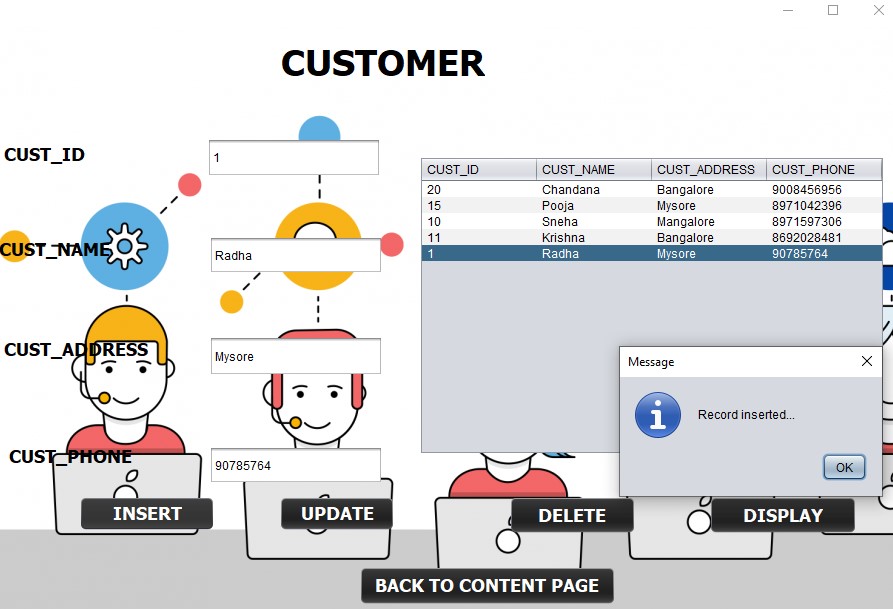 CUSTOMER
CUST_ID
1
CUST_NAME
Radha
CUST_ADDRESS
Mysore
CUST_PHONE
90785764
CUST_ID CUST_NAME CUST_ADDRESS CUST_PHONE
20 Chandana Bangalore 9008456956
15 Pooja Mysore 8971042396
10 Sneha Mangalore 8971597306
11 Krishna Bangalore 8692028481
1 Radha Mysore 90785764
Message
Record inserted...
OK
INSERT UPDATE DELETE DISPLAY
BACK TO CONTENT PAGE